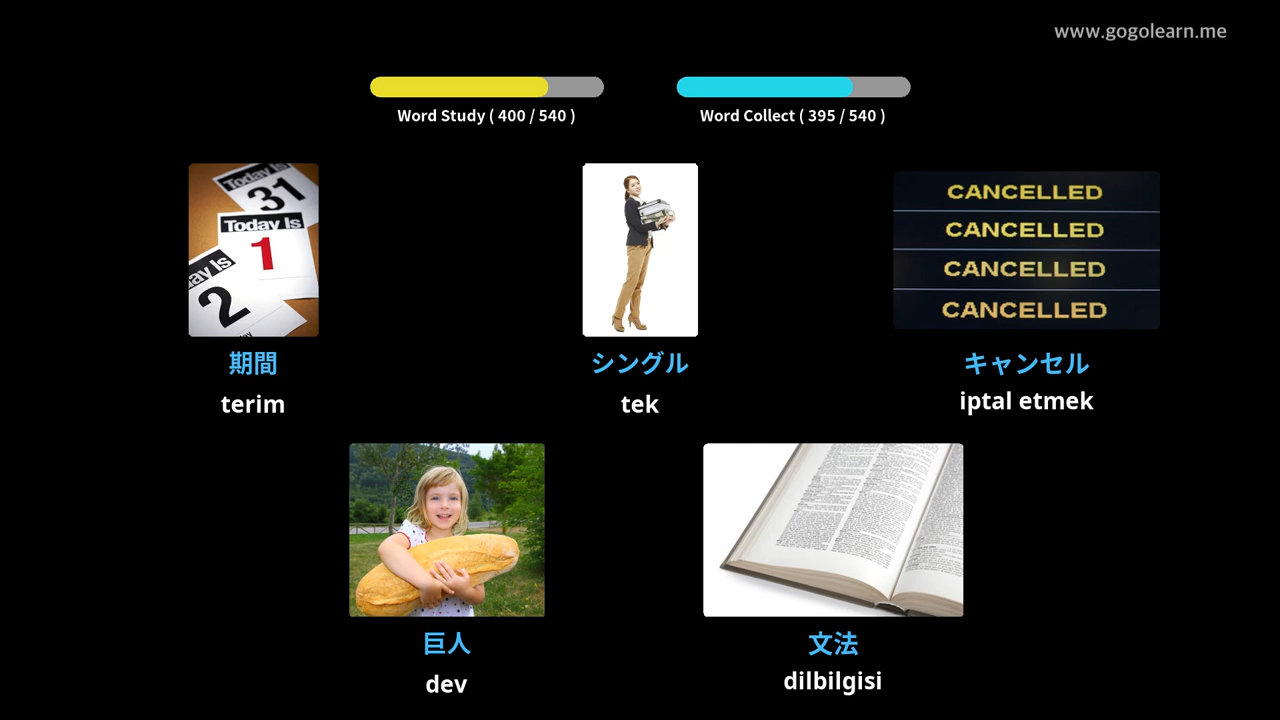 www.gogolearn.me
Word Study ( 400 / 540 )
Word Collect ( 395 / 540 )
Today Is
31
Today Is
1
ay Is
2
CANCELLED
CANCELLED
CANCELLED
CANCELLED
期間
シングル
キャンセル
terim
tek
iptal etmek
巨人
文法
dev
dilbilgisi